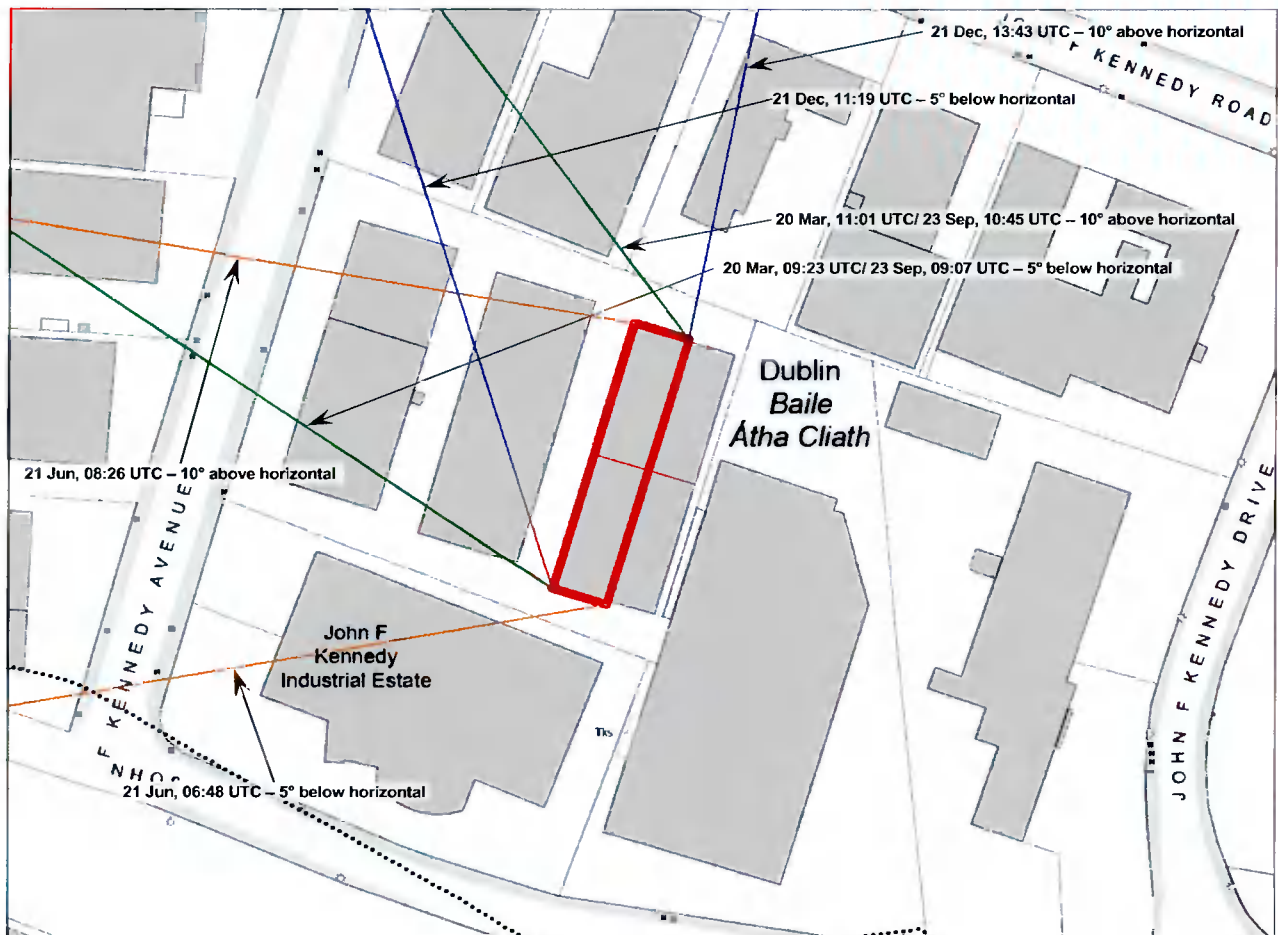 21 Dec, 13:43 UTC – 10° above horizontal
KENNEDY ROAD
21 Dec, 11:19 UTC – 5° below horizontal
20 Mar, 11:01 UTC/ 23 Sep, 10:45 UTC – 10° above horizontal
20 Mar, 09:23 UTC/ 23 Sep, 09:07 UTC – 5° below horizontal
Dublin
Baile
Átha Cliath
21 Jun, 08:26 UTC – 10° above horizontal
F KENNEDY AVENUE
JOHN F KENNEDY DRIVE
John F
Kennedy
Industrial Estate
Tks
21 Jun, 06:48 UTC – 5° below horizontal